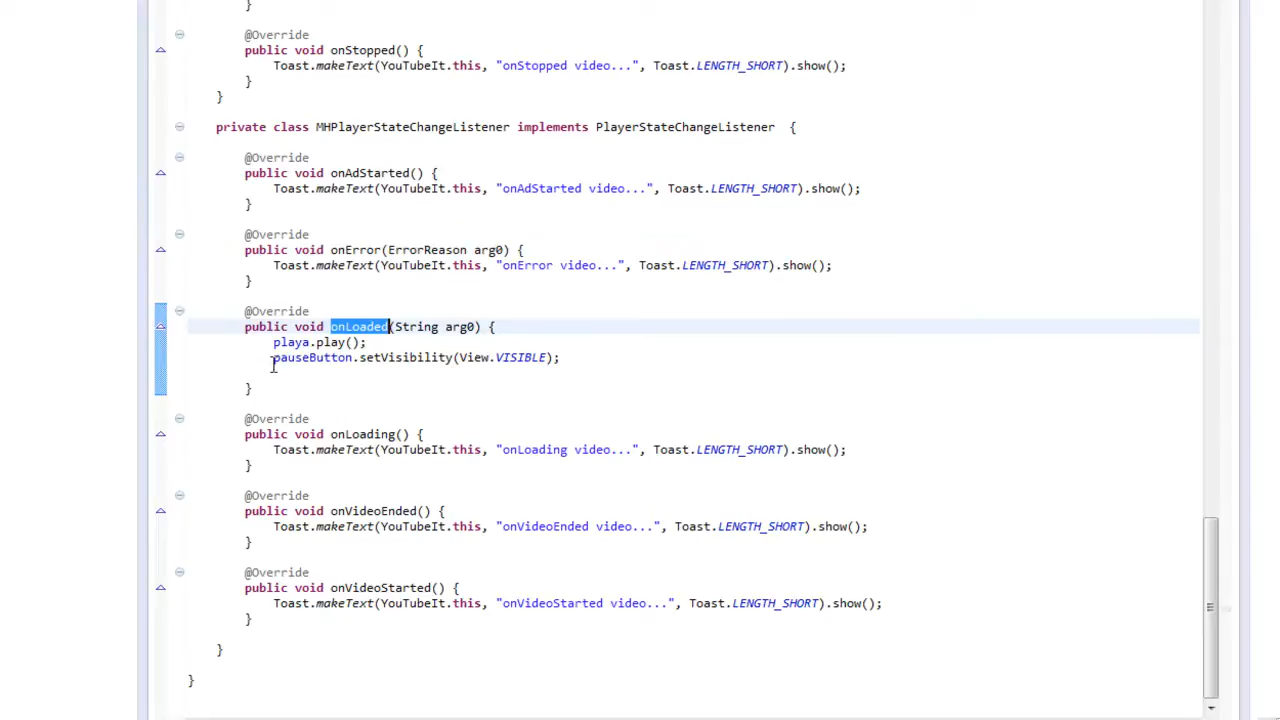 }
@Override
public void onStopped() {
Toast.makeText(YouTubeIt.this, "onStopped video...", Toast.LENGTH_SHORT).show();
}
}
private class MHPlayerStateChangeListener implements PlayerStateChangeListener  {
@Override
public void onAdStarted() {
Toast.makeText(YouTubeIt.this, "onAdStarted video...", Toast.LENGTH_SHORT).show();
}
@Override
public void onError(ErrorReason arg0) {
Toast.makeText(YouTubeIt.this, "onError video...", Toast.LENGTH_SHORT).show();
}
@Override
public void onLoaded(String arg0) {
playa.play();
pauseButton.setVisibility(View.VISIBLE);
}
@Override
public void onLoading() {
Toast.makeText(YouTubeIt.this, "onLoading video...", Toast.LENGTH_SHORT).show();
}
@Override
public void onVideoEnded() {
Toast.makeText(YouTubeIt.this, "onVideoEnded video...", Toast.LENGTH_SHORT).show();
}
@Override
public void onVideoStarted() {
Toast.makeText(YouTubeIt.this, "onVideoStarted video...", Toast.LENGTH_SHORT).show();
}
}
}